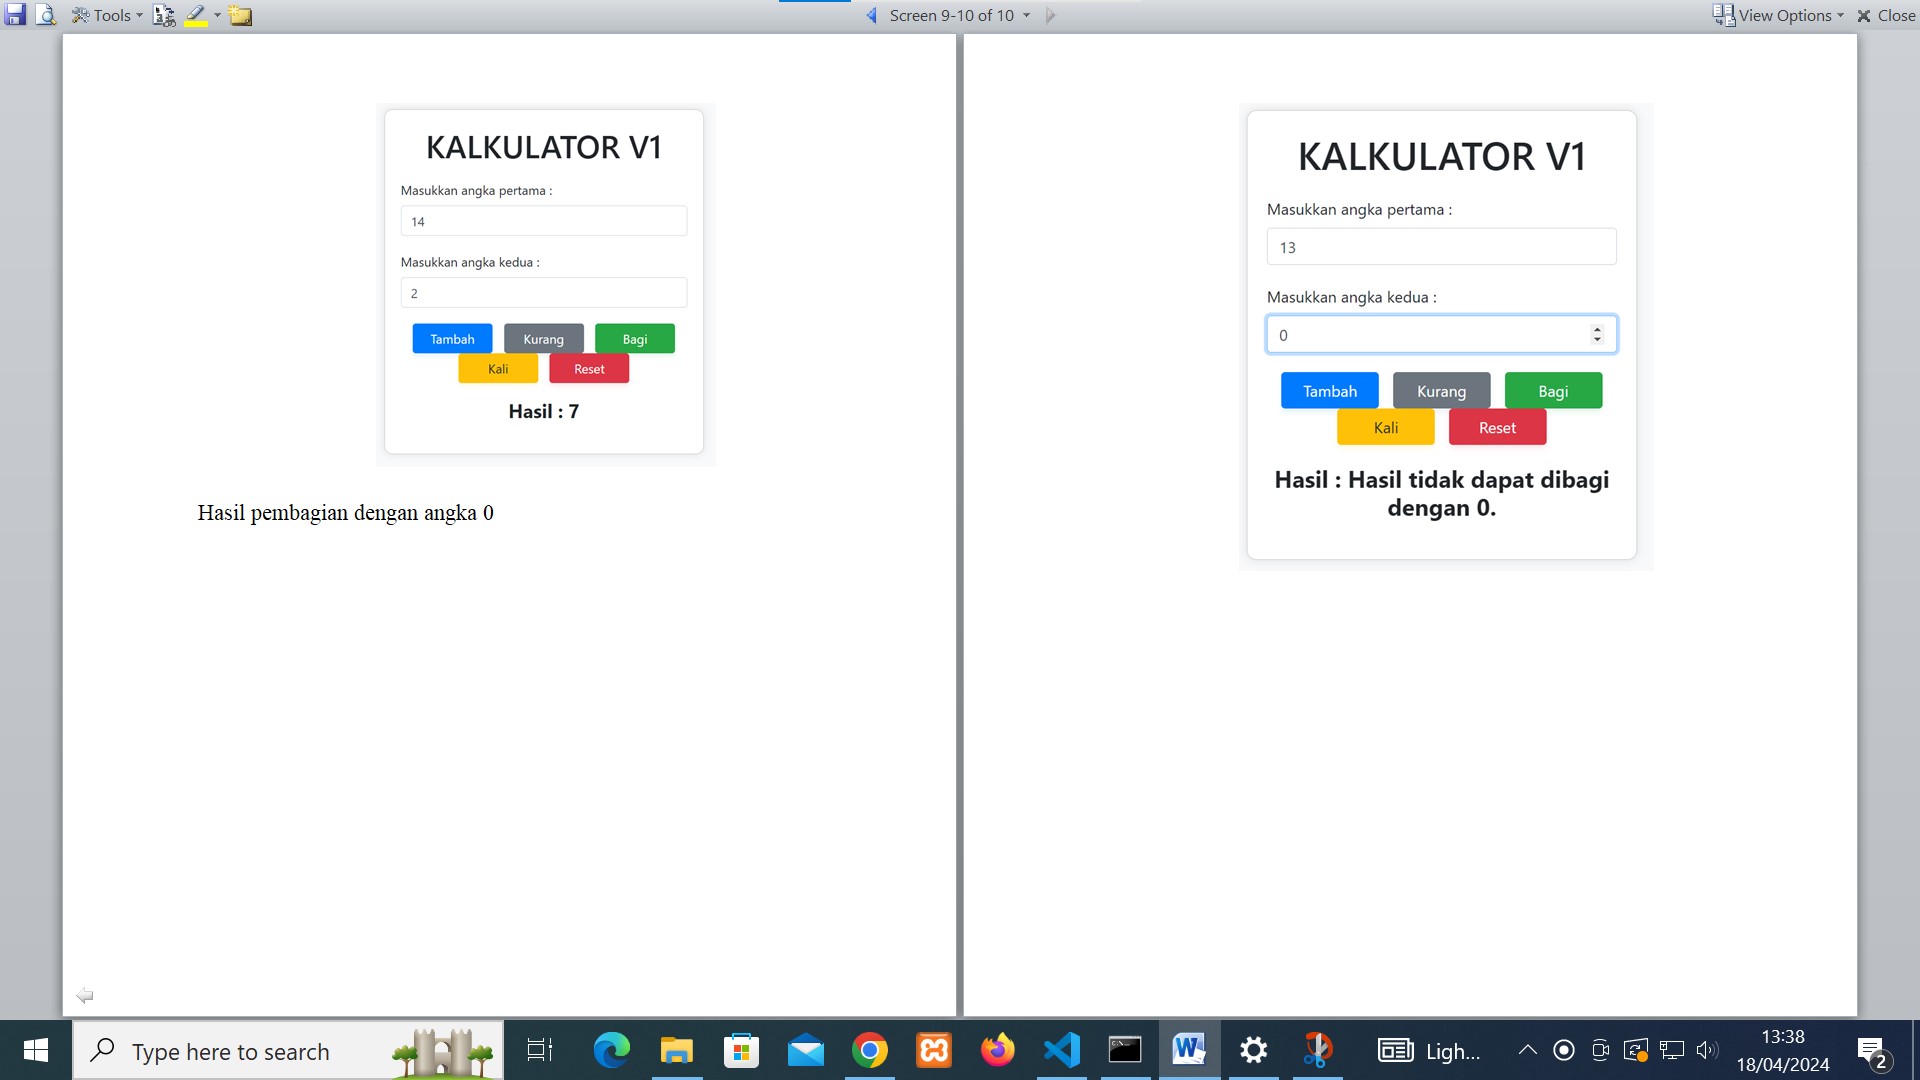 Tools
Screen 9-10 of 10
View Options
Close
KALKULATOR V1
Masukkan angka pertama :
14
Masukkan angka kedua :
2
Tambah Kurang Bagi
Kali Reset
Hasil : 7
Hasil pembagian dengan angka 0
KALKULATOR V1
Masukkan angka pertama :
13
Masukkan angka kedua :
0
Tambah Kurang Bagi
Kali Reset
Hasil : Hasil tidak dapat dibagi
dengan 0.
Type here to search
Ligh...
13:38
18/04/2024
2